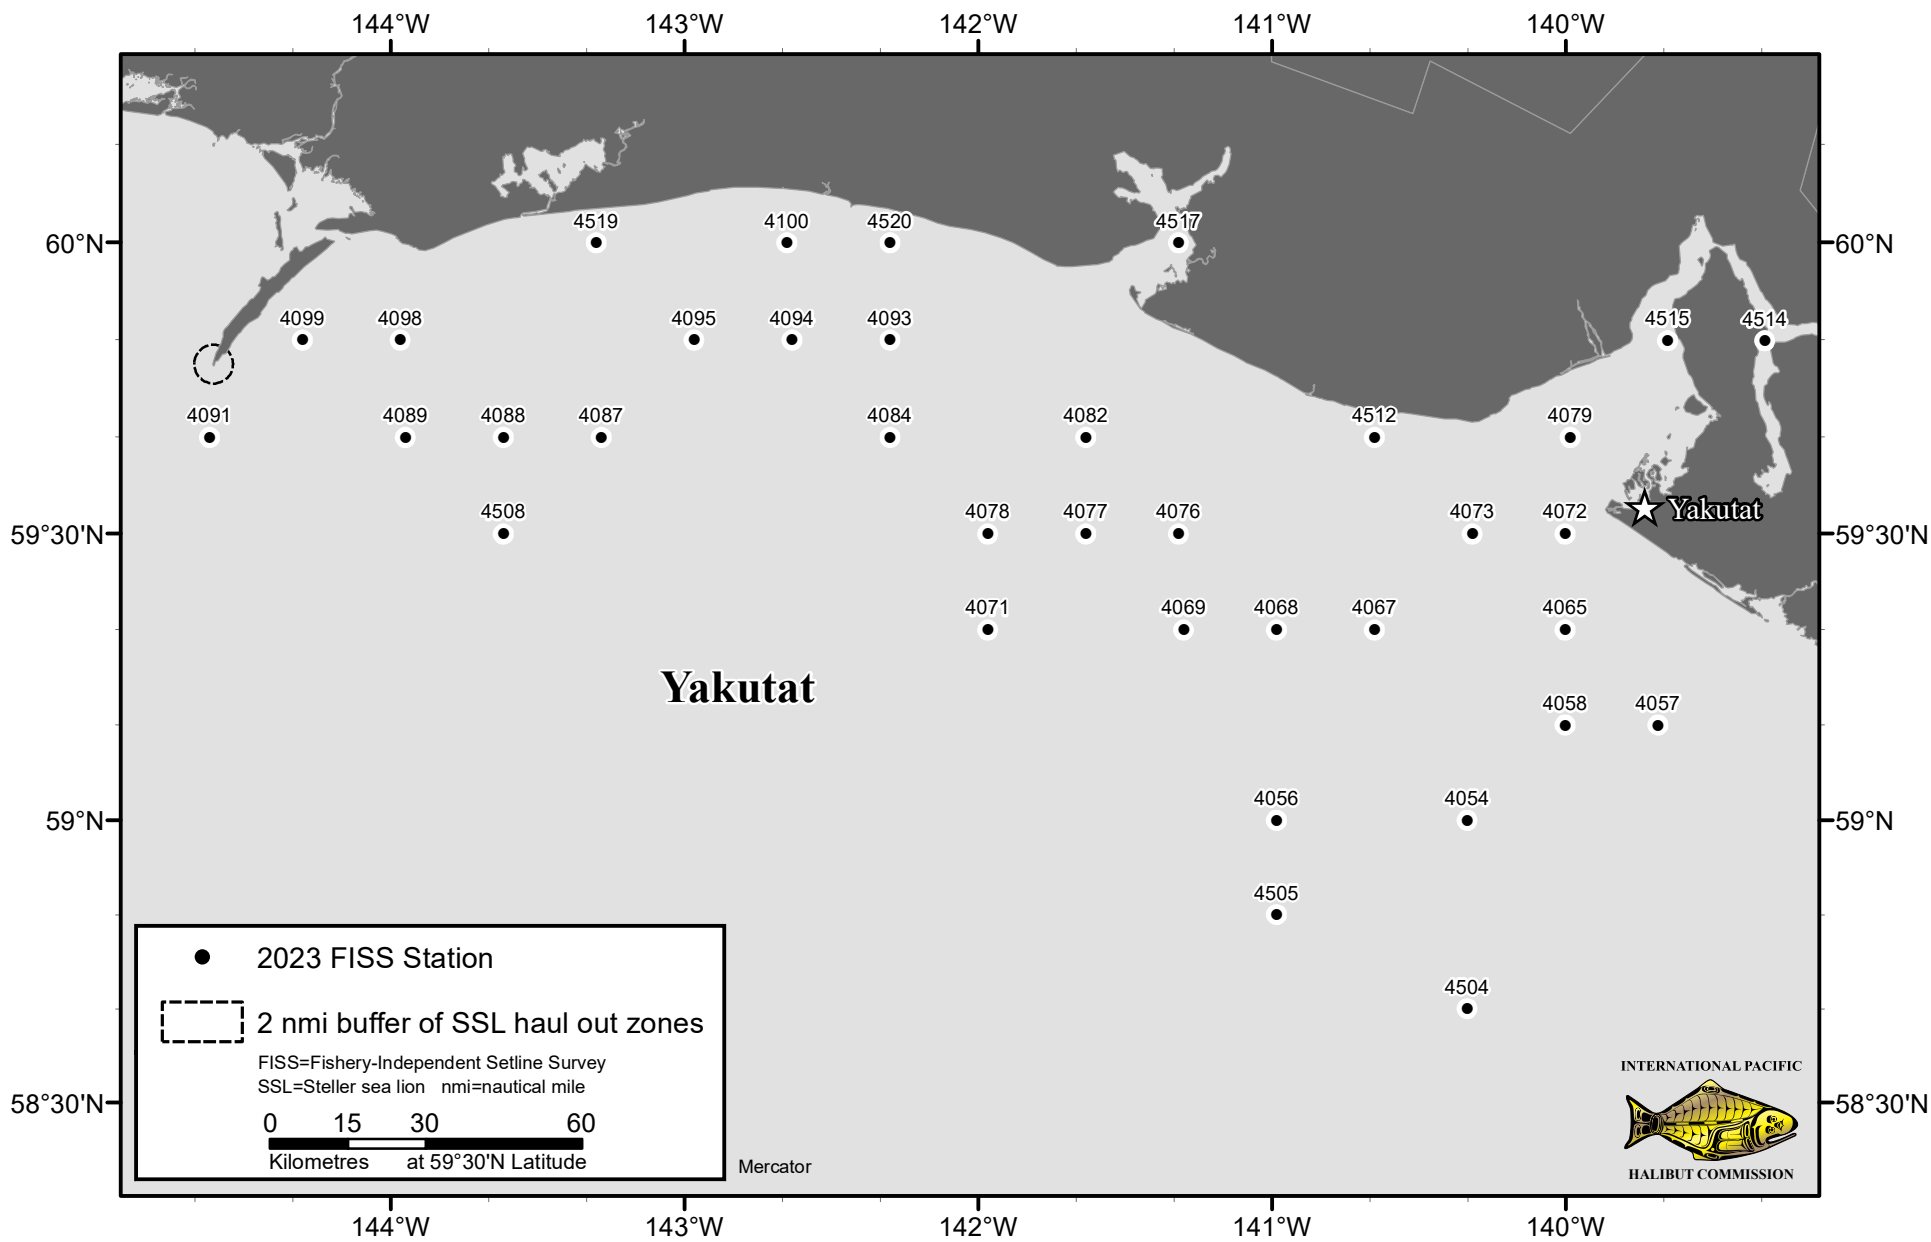 144°W 143°W 142°W 141°W 140°W
4519 4100 4520 4517
60°N 60°N
4099 4098 4095 4094 4093 4515 4514
4091 4089 4088 4087 4084 4082 4512 4079
4508 4078 4077 4076 4073 4072 Yakutat
59°30'N 59°30'N
4071 4069 4068 4067 4065
Yakutat
4058 4057
4056 4054
59°N 59°N
4505
2023 FISS Station
4504
2 nmi buffer of SSL haul out zones
FISS=Fishery-Independent Setline Survey
SSL=Steller sea lion nmi=nautical mile
INTERNATIONAL PACIFIC
58°30'N 58°30'N
0 15 30 60
Kilometres at 59°30'N Latitude
Mercator
HALIBUT COMMISSION
144°W 143°W 142°W 141°W 140°W